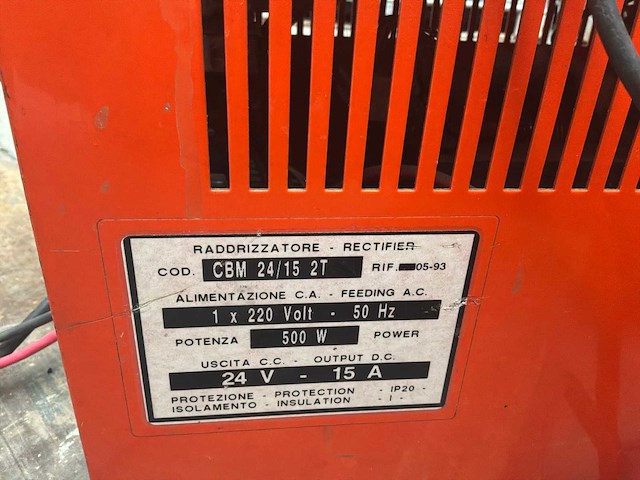 RADDRIZZATORE - RECTIFIER
COD. CBM 24/15 2T RIF. 05-93
ALIMENTAZIONE C.A. - FEEDING A.C.
1 x 220 Volt - 50 Hz
POTENZA 500 W POWER
USCITA C.C. - OUTPUT D.C.
24 V - 15 A
PROTEZIONE - PROTECTION - IP20 -
ISOLAMENTO - INSULATION - I -